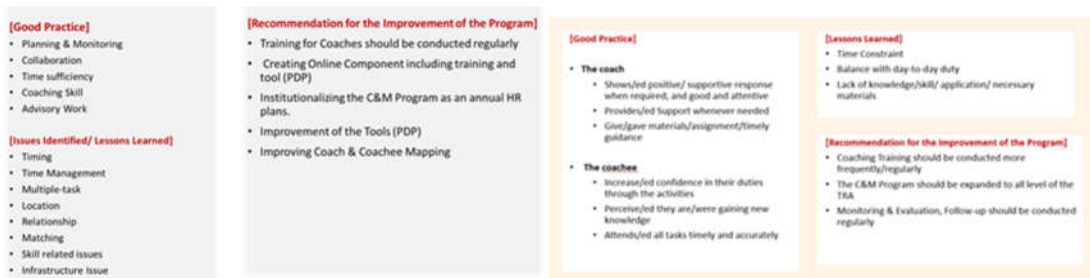 [Good Practice]
• Planning & Monitoring
• Collaboration
• Time sufficiency
• Coaching Skill
• Advisory Work
[Issues Identified/ Lessons Learned]
• Timing
• Time Management
• Multiple-task
• Location
• Relationship
• Matching
• Skill related issues
• Infrastructure Issue
[Recommendation for the Improvement of the Program]
• Training for Coaches should be conducted regularly
• Creating Online Component including training and
tool (PDP)
• Institutionalizing the C&M Program as an annual HR
plans.
• Improvement of the Tools (PDP)
• Improving Coach & Coachee Mapping
[Good Practice]
• The coach
• Shows/ed positive/ supportive response
when required, and good and attentive
• Provides/ed Support whenever needed
• Give/gave materials/assignment/timely
guidance
• The coachee
• Increase/ed confidence in their duties
through the activities
• Perceive/ed they are/were gaining new
knowledge
• Attends/ed all tasks timely and accurately
[Lessons Learned]
• Time Constraint
• Balance with day-to-day duty
• Lack of knowledge/skill/ application/ necessary
materials
[Recommendation for the Improvement of the Program]
• Coaching Training should be conducted more
frequently/regularly
• The C&M Program should be expanded to all level of the
TRA
• Monitoring & Evaluation, Follow-up should be conducted
regularly